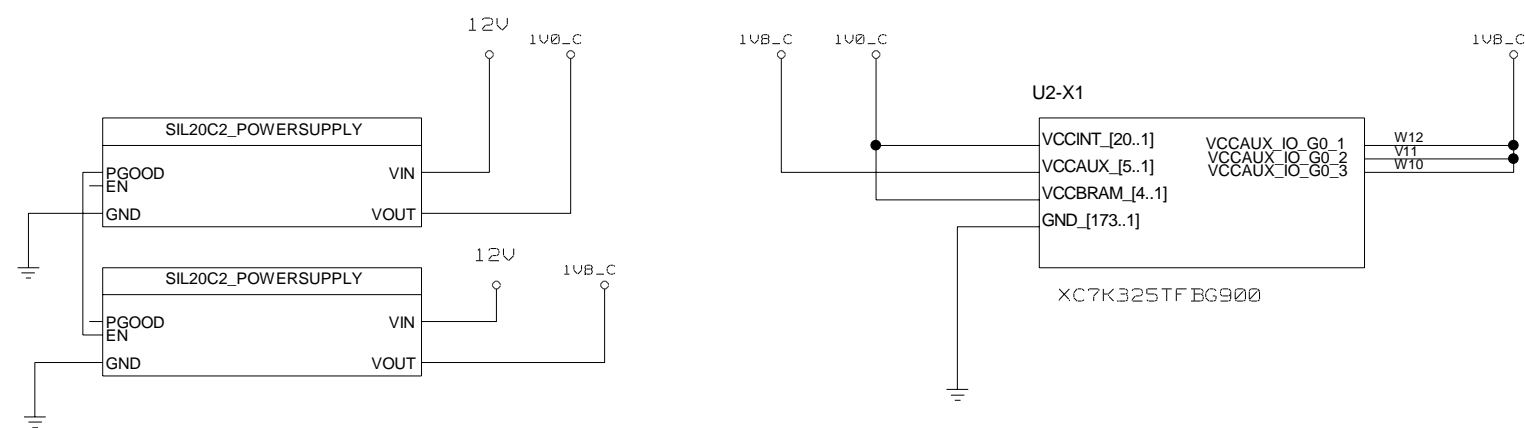 12V
1V0_C
SIL20C2_POWERSUPPLY
PGOOD
VIN
EN
GND
VOUT
12V
1V8_C
SIL20C2_POWERSUPPLY
PGOOD
VIN
EN
GND
VOUT
1V8_C
1V0_C
1V8_C
U2-X1
VCCINT_[20..1]
VCCAUX_[5..1]
VCCBRAM_[4..1]
GND_[173..1]
VCCAUX_IO_G0_1
VCCAUX_IO_G0_2
VCCAUX_IO_G0_3
W12
V11
W10
XC7K325TFBG900